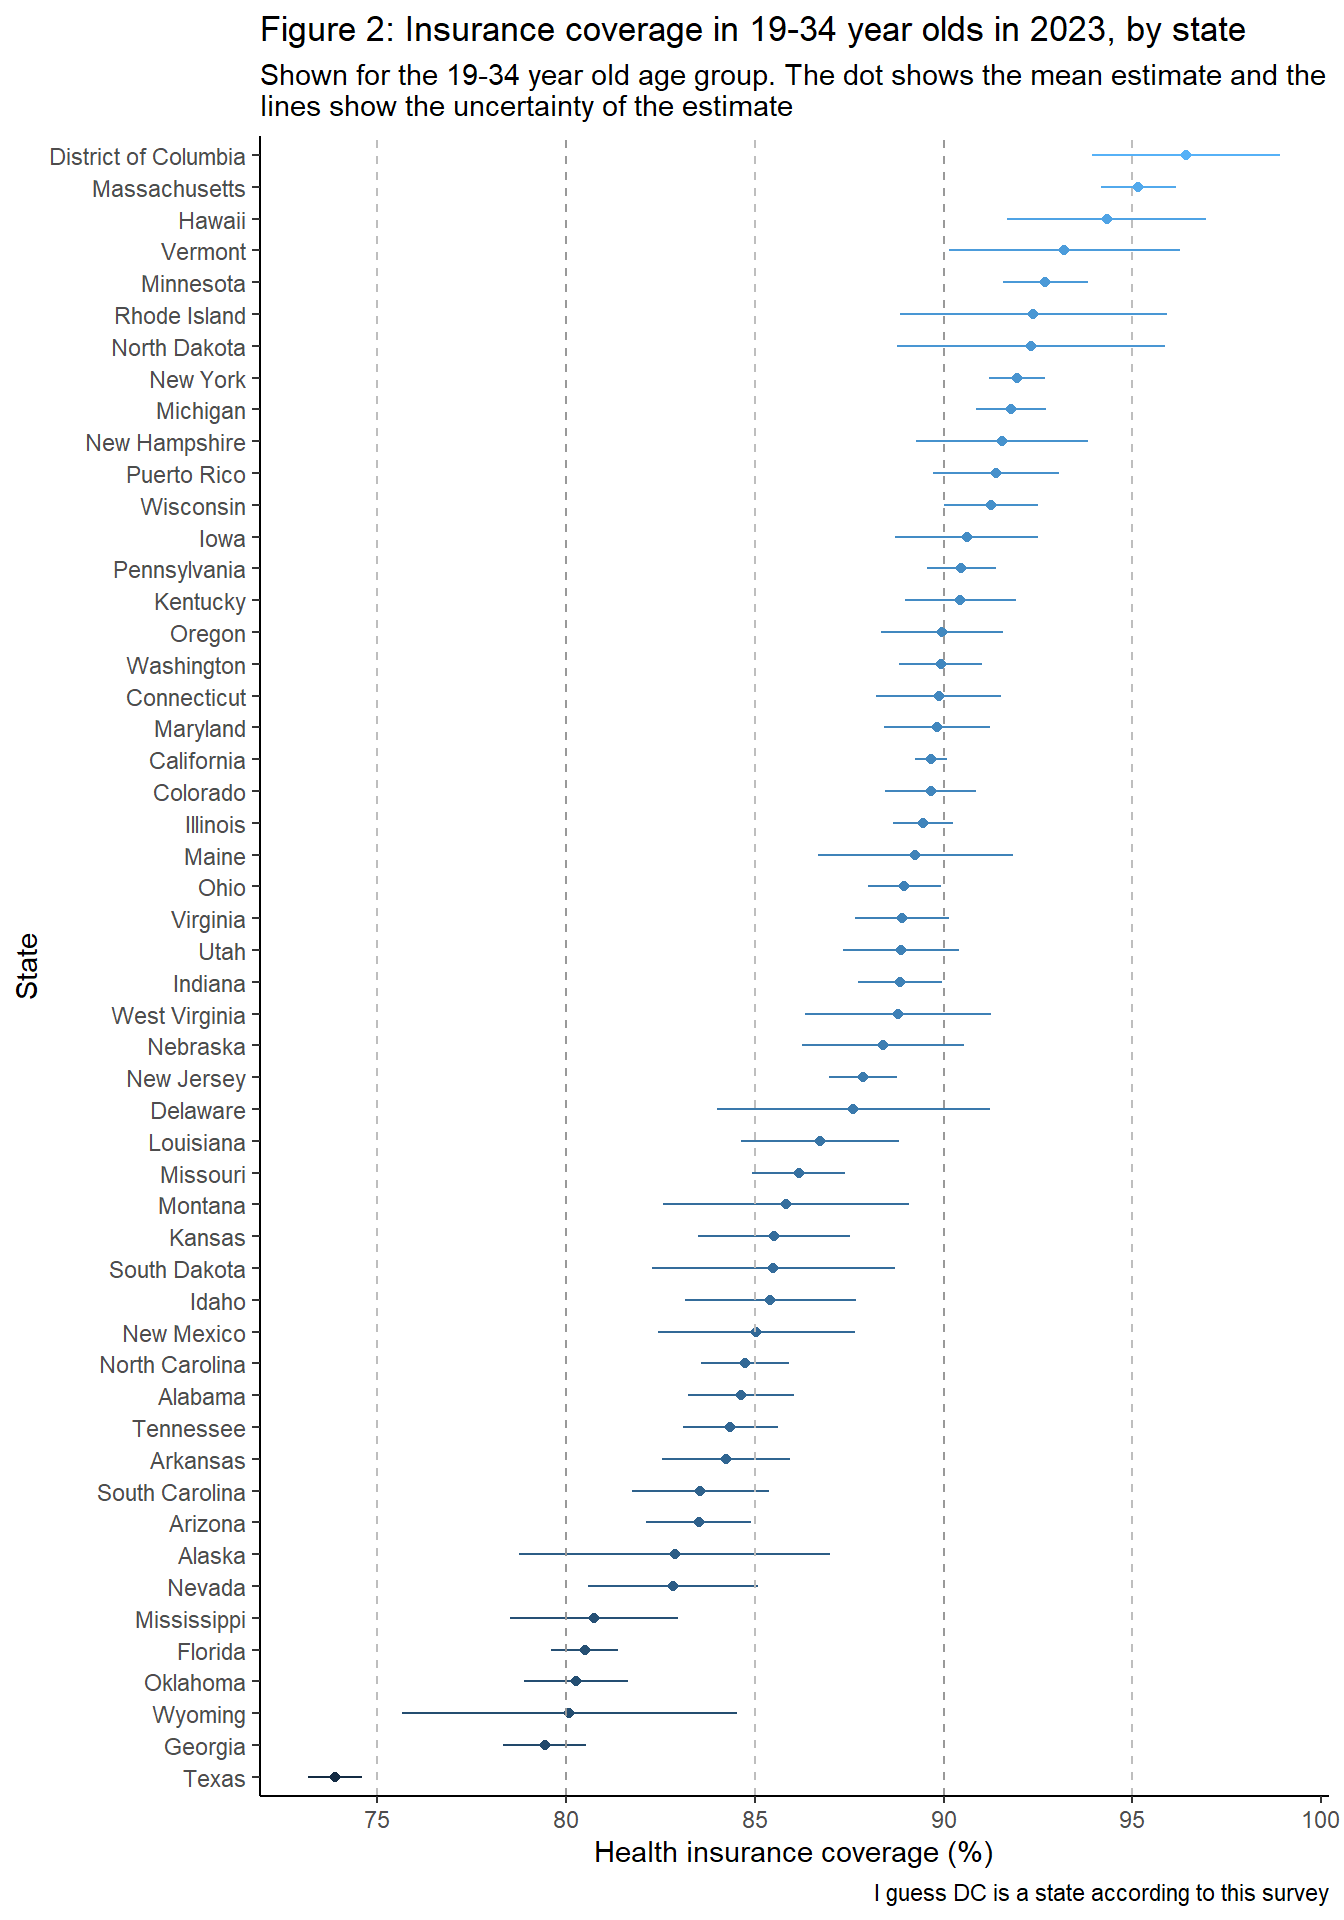 Figure 2: Insurance coverage in 19-34 year olds in 2023, by state
Shown for the 19-34 year old age group. The dot shows the mean estimate and the
lines show the uncertainty of the estimate
State
District of Columbia
Massachusetts
Hawaii
Vermont
Minnesota
Rhode Island
North Dakota
New York
Michigan
New Hampshire
Puerto Rico
Wisconsin
Iowa
Pennsylvania
Kentucky
Oregon
Washington
Connecticut
Maryland
California
Colorado
Illinois
Maine
Ohio
Virginia
Utah
Indiana
West Virginia
Nebraska
New Jersey
Delaware
Louisiana
Missouri
Montana
Kansas
South Dakota
Idaho
New Mexico
North Carolina
Alabama
Tennessee
Arkansas
South Carolina
Arizona
Alaska
Nevada
Mississippi
Florida
Oklahoma
Wyoming
Georgia
Texas
75 80 85 90 95 100
Health insurance coverage (%)
I guess DC is a state according to this survey